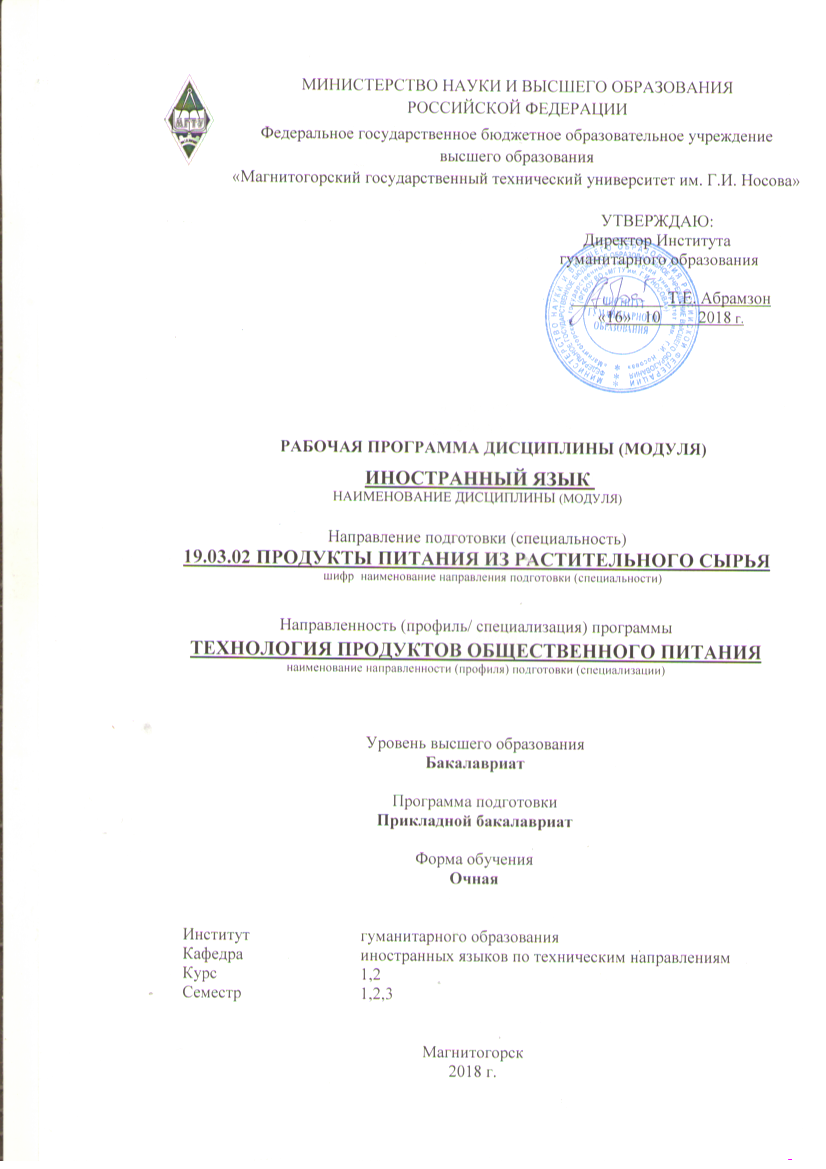 МГТУ
МИНИСТЕРСТВО НАУКИ И ВЫСШЕГО ОБРАЗОВАНИЯ
РОССИЙСКОЙ ФЕДЕРАЦИИ
Федеральное государственное бюджетное образовательное учреждение
высшего образования
«Магнитогорский государственный технический университет им. Г.И. Носова»
УТВЕРЖДАЮ:
Директор Института
гуманитарного образования
Т.Е. Абрамзон
«16» 10 2018 г.
ИНСТИТУТ
ГУМАНИТАРНОГО
ОБРАЗОВАНИЯ
РАБОЧАЯ ПРОГРАММА ДИСЦИПЛИНЫ (МОДУЛЯ)
ИНОСТРАННЫЙ ЯЗЫК
НАИМЕНОВАНИЕ ДИСЦИПЛИНЫ (МОДУЛЯ)
Направление подготовки (специальность)
19.03.02 ПРОДУКТЫ ПИТАНИЯ ИЗ РАСТИТЕЛЬНОГО СЫРЬЯ
шифр наименование направления подготовки (специальности)
Направленность (профиль/ специализация) программы
ТЕХНОЛОГИЯ ПРОДУКТОВ ОБЩЕСТВЕННОГО ПИТАНИЯ
наименование направленности (профиля) подготовки (специализации)
Уровень высшего образования
Бакалавриат
Программа подготовки
Прикладной бакалавриат
Форма обучения
Очная
Институт гуманитарного образования
Кафедра иностранных языков по техническим направлениям
Курс 1,2
Семестр 1,2,3
Магнитогорск
2018 г.